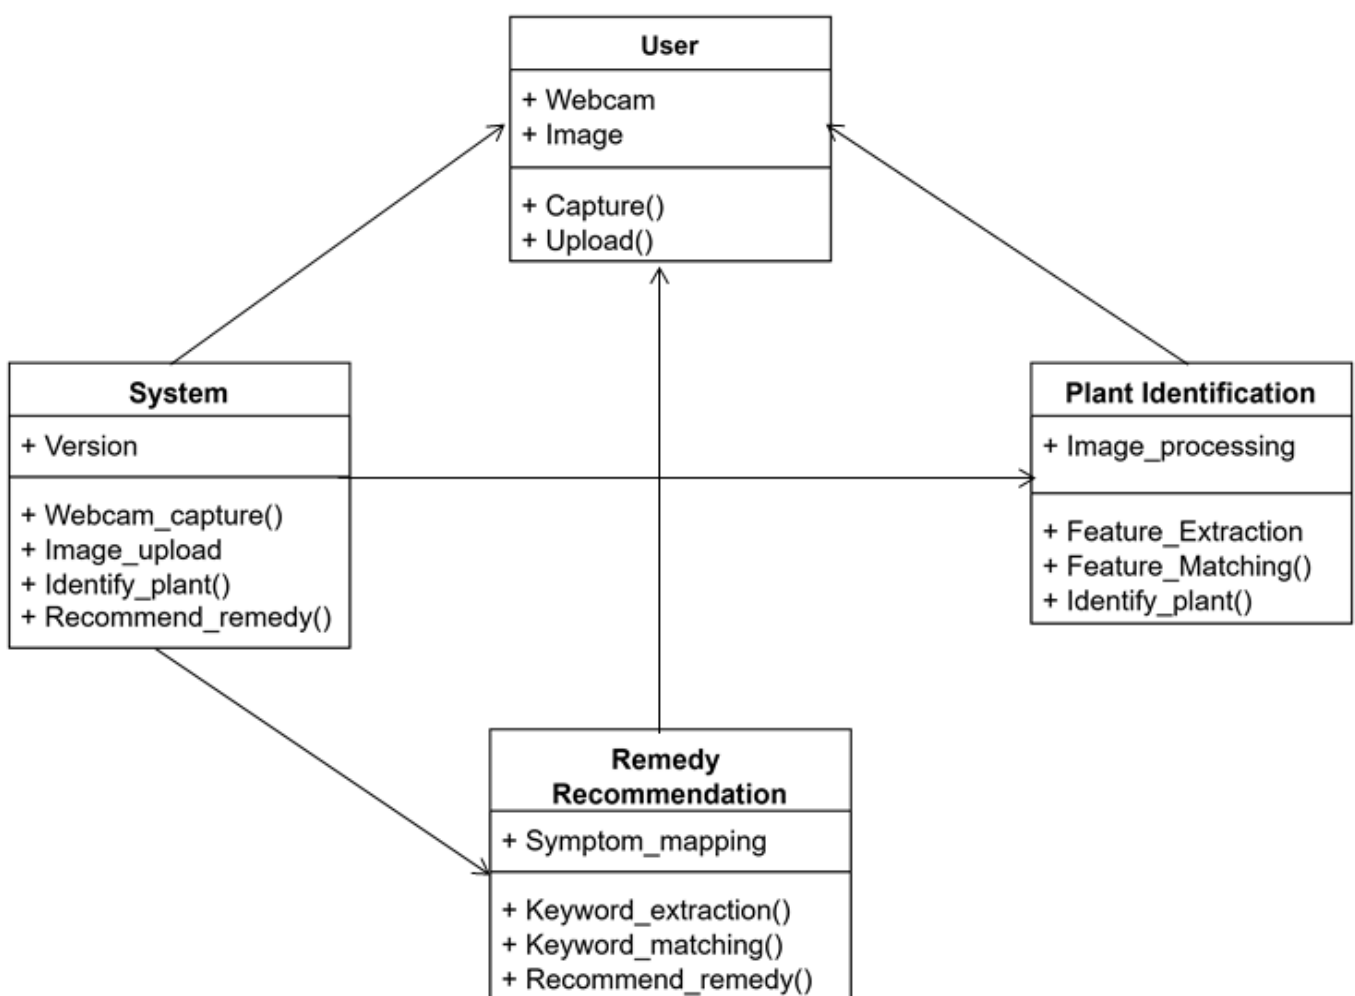 User
+ Webcam
+ Image
+ Capture()
+ Upload()
System
+ Version
+ Webcam_capture()
+ Image_upload
+ Identify_plant()
+ Recommend_remedy()
Plant Identification
+ Image_processing
+ Feature_Extraction
+ Feature_Matching()
+ Identify_plant()
Remedy
Recommendation
+ Symptom_mapping
+ Keyword_extraction()
+ Keyword_matching()
+ Recommend_remedy()